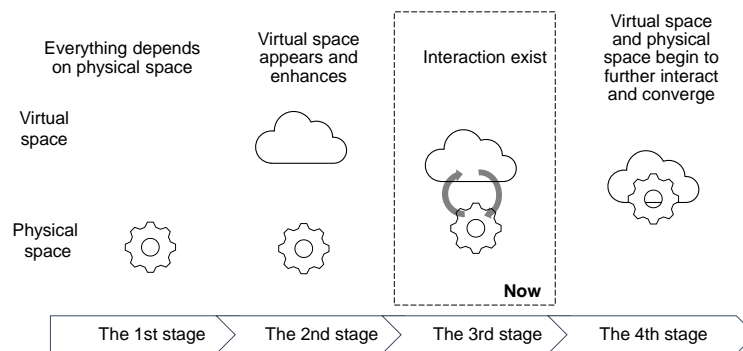 Everything depends
on physical space
Virtual space
appears and
enhances
Interaction exist
Virtual space
and physical
space begin to
further interact
and converge
Virtual
space
Physical
space
Now
The 1st stage
The 2nd stage
The 3rd stage
The 4th stage